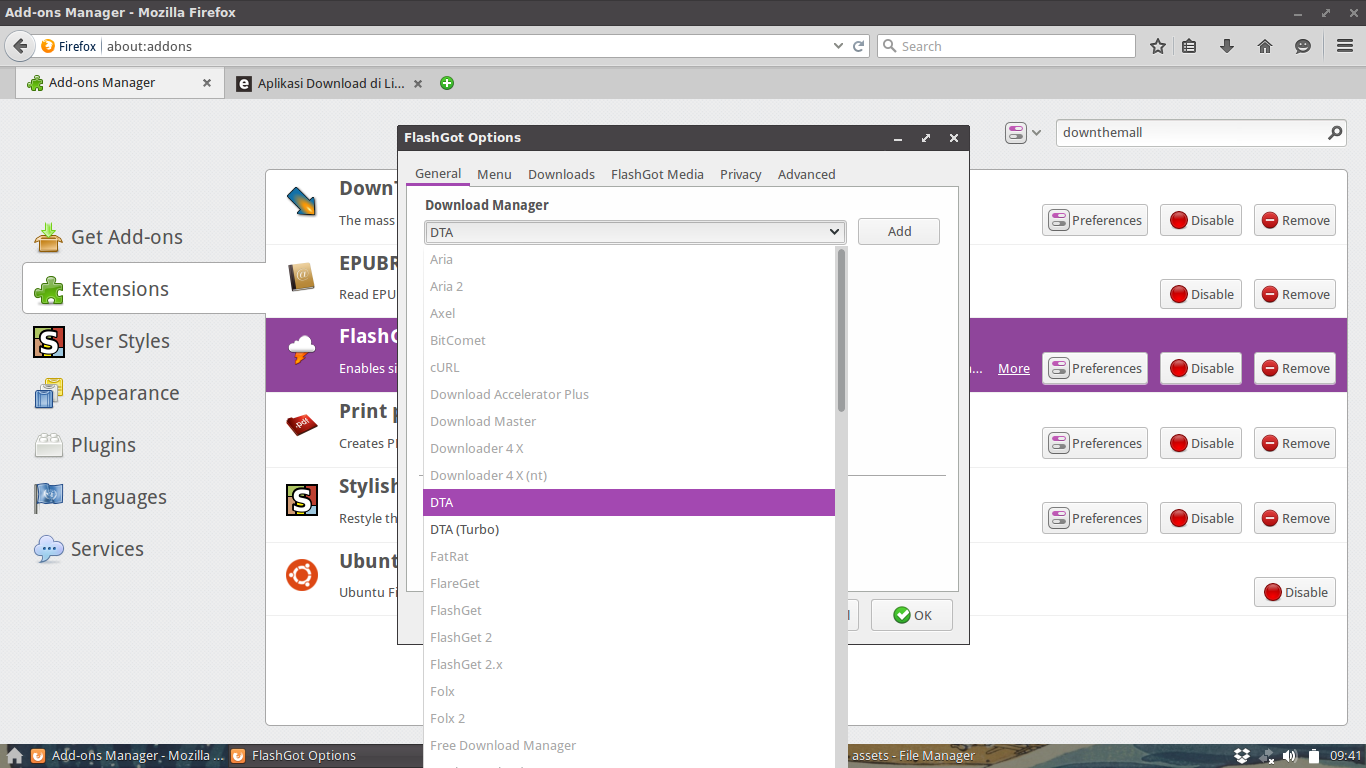 Add-ons Manager - Mozilla Firefox
Firefox about:addons
Search
Add-ons Manager
Aplikasi Download di Li...
downthemall
FlashGot Options
General Menu Downloads FlashGot Media Privacy Advanced
Download Manager
DTA
Add
Aria
Aria 2
Axel
BitComet
cURL
Download Accelerator Plus
Download Master
Downloader 4 X
Downloader 4 X (nt)
DTA
DTA (Turbo)
FatRat
FlareGet
FlashGet
FlashGet 2
FlashGet 2.x
Folx
Folx 2
Free Download Manager
OK
Get Add-ons
Extensions
User Styles
Appearance
Plugins
Languages
Services
The mass
Preferences Disable Remove
EPUBR
Read EPU
Disable Remove
Enables si
More Preferences Disable Remove
Print
Creates P
Preferences Disable Remove
Stylish
Restyle th
Preferences Disable Remove
Ubunt
Ubuntu Fi
Disable
Add-ons Manager - Mozilla ...
FlashGot Options
assets - File Manager
09:41